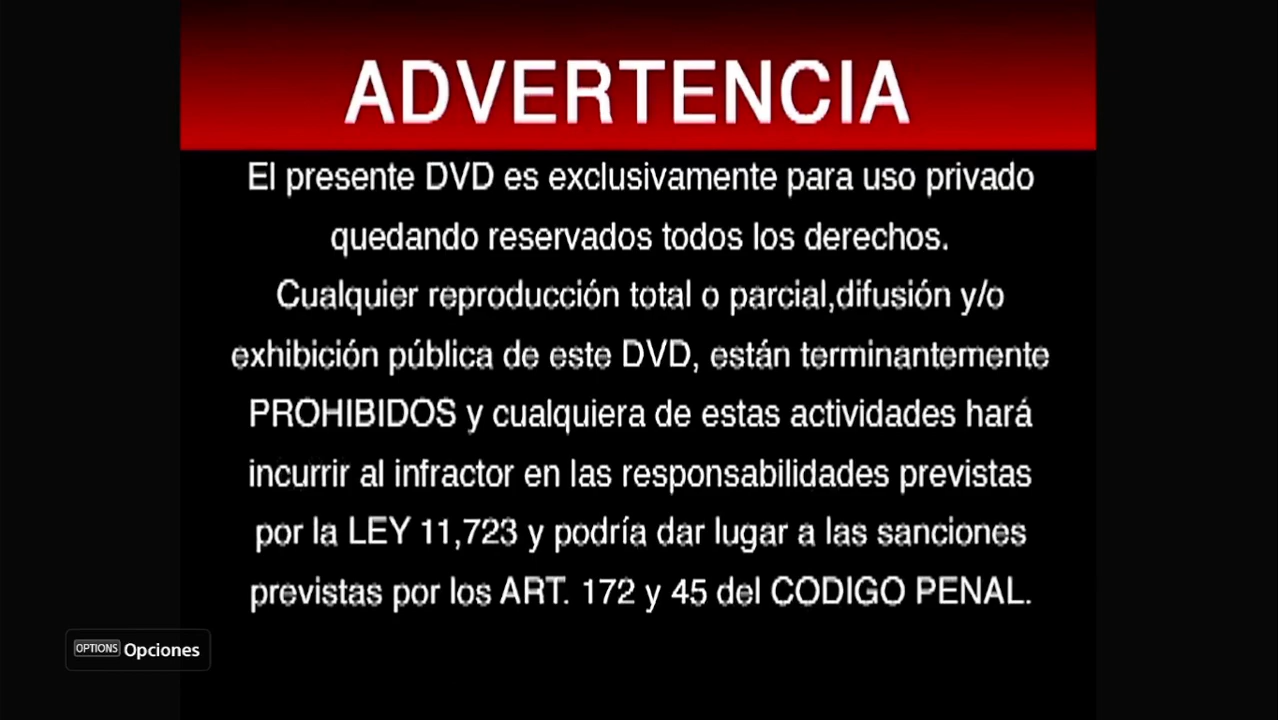 ADVERTENCIA
El presente DVD es exclusivamente para uso privado
quedando reservados todos los derechos.
Cualquier reproducción total o parcial,difusión y/o
exhibición pública de este DVD, están terminantemente
PROHIBIDOS y cualquiera de estas actividades hará
incurrir al infractor en las responsabilidades previstas
por la LEY 11,723 y podría dar lugar a las sanciones
previstas por los ART. 172 y 45 del CODIGO PENAL.
OPTIONS Opciones